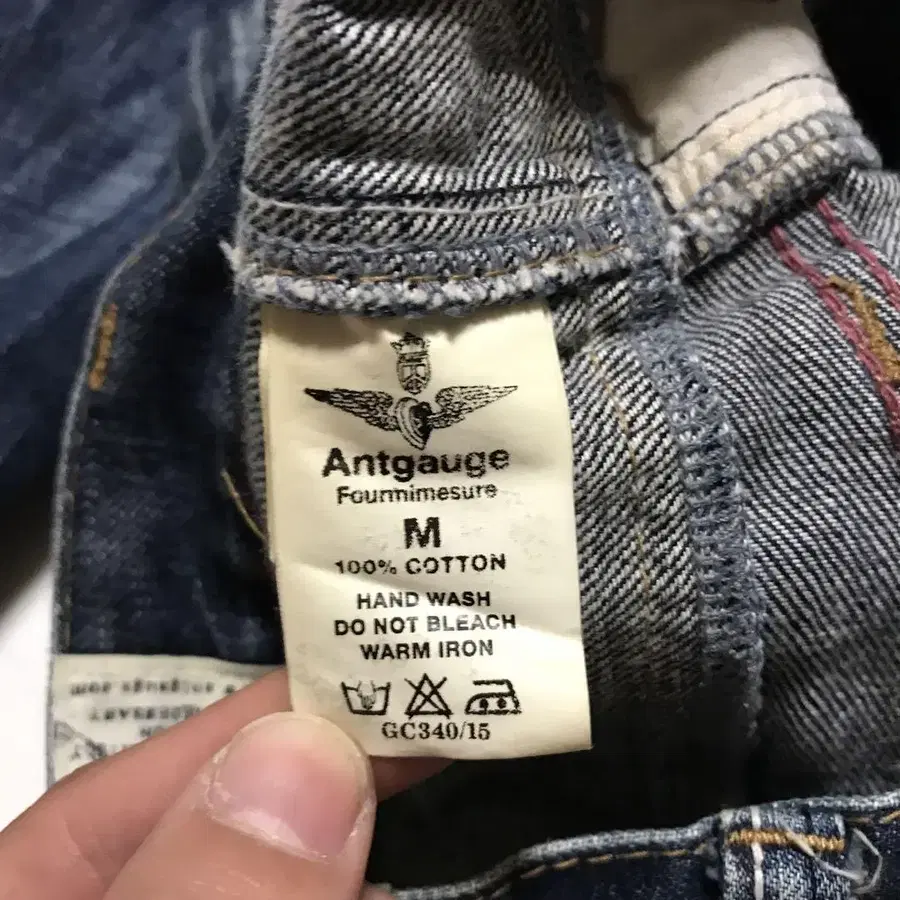 Antgauge
Fourmimesure
M
100% COTTON
HAND WASH
DO NOT BLEACH
WARM IRON
GC340/15